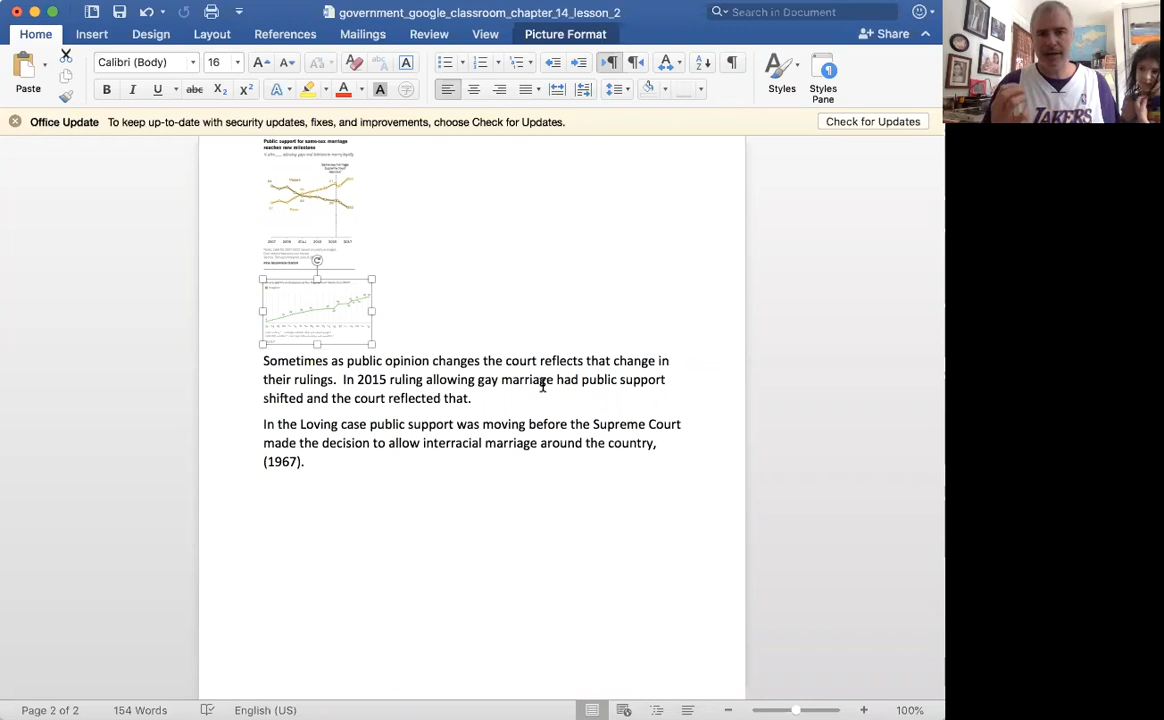 government_google_classroom_chapter_14_lesson_2
Search in Document
Home
Insert
Design
Layout
References
Mailings
Review
View
Picture Format
Share
Paste
Calibri (Body)
16
Styles
Styles Pane
Office Update To keep up-to-date with security updates, fixes, and improvements, choose Check for Updates.
Check for Updates
Public support for same-sex marriage
reaches new milestone
Sometimes as public opinion changes the court reflects that change in
their rulings. In 2015 ruling allowing gay marriage had public support
shifted and the court reflected that.
In the Loving case public support was moving before the Supreme Court
made the decision to allow interracial marriage around the country,
(1967).
LAKERS
Page 2 of 2
154 Words
English (US)
100%